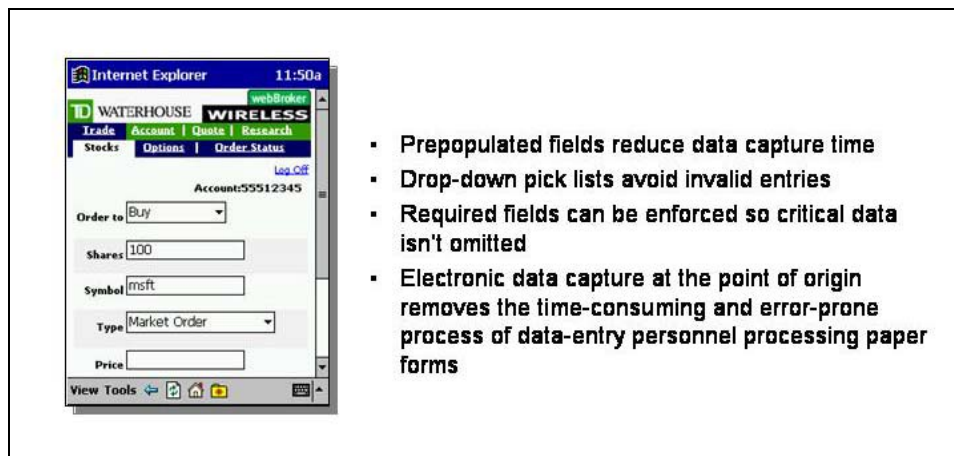 Internet Explorer 11:50a
webBroker
TD WATERHOUSE WIRELESS
Trade Account | Quote | Research
Stocks Options | Order Status
Log Off
Account:55512345
Order to Buy
Shares 100
Symbol msft
Type Market Order
Price
View Tools
▪ Prepopulated fields reduce data capture time
▪ Drop-down pick lists avoid invalid entries
▪ Required fields can be enforced so critical data
isn't omitted
▪ Electronic data capture at the point of origin
removes the time-consuming and error-prone
process of data-entry personnel processing paper
forms